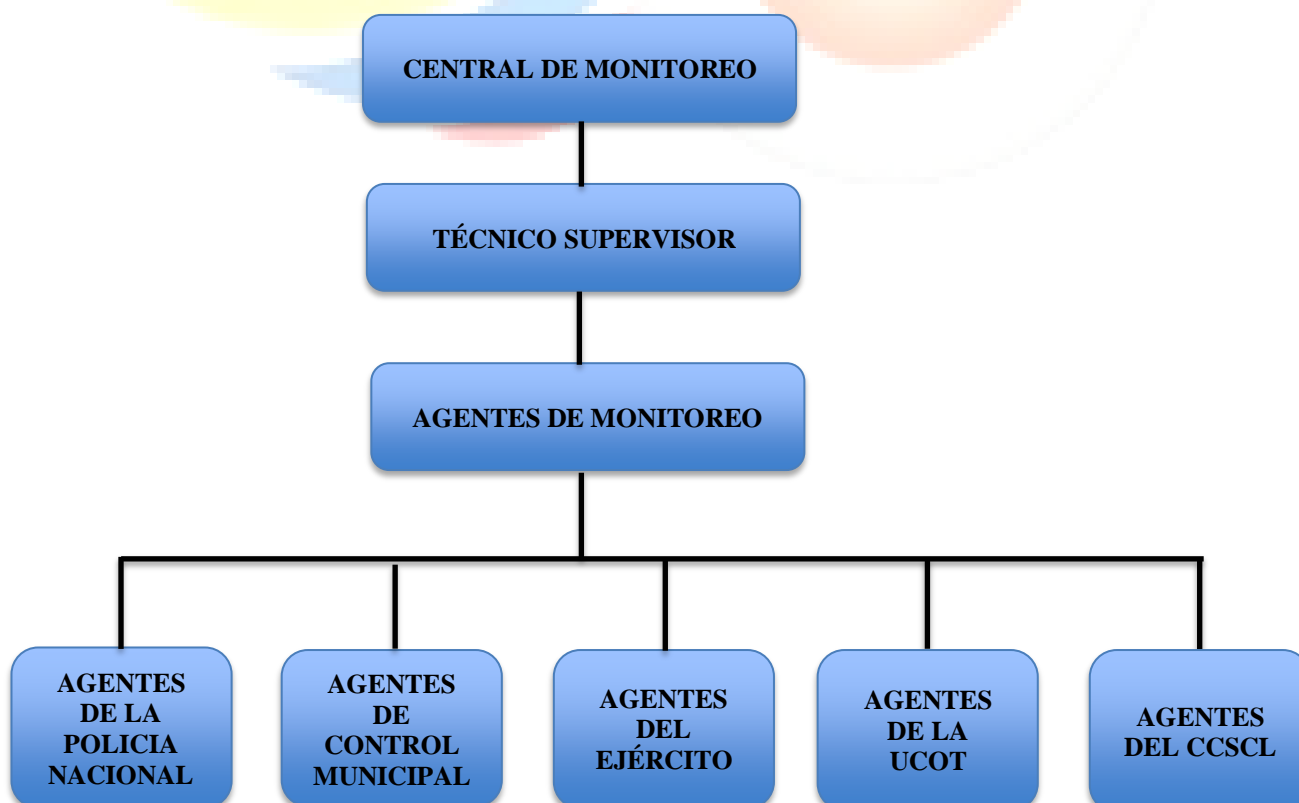 CENTRAL DE MONITOREO
TÉCNICO SUPERVISOR
AGENTES DE MONITOREO
AGENTES
DE LA
POLICIA
NACIONAL
AGENTES
DE
CONTROL
MUNICIPAL
AGENTES
DEL
EJÉRCITO
AGENTES
DE LA
UCOT
AGENTES
DEL CCSCL